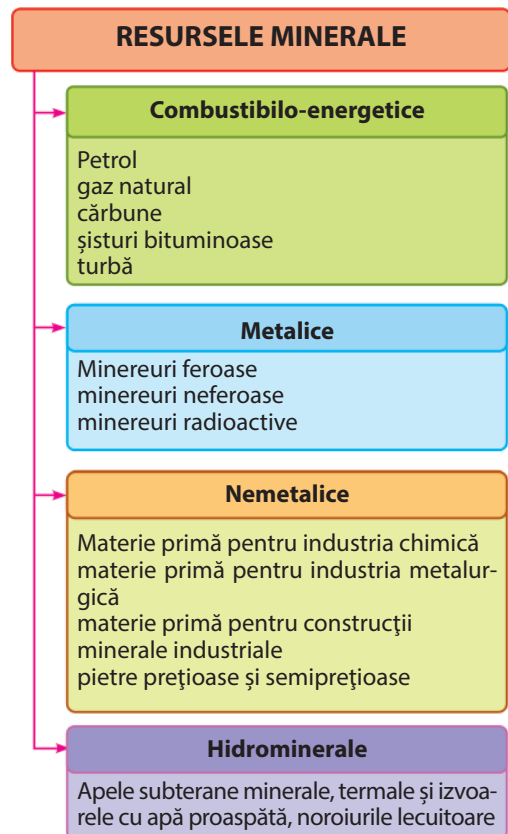 RESURSELE MINERALE
Combustibilo-energetice
Petrol
gaz natural
cărbune
șisturi bituminoase
turbă
Metalice
Minereuri feroase
minereuri neferoase
minereuri radioactive
Nemetalice
Materie primă pentru industria chimică
materie primă pentru industria metalur-
gică
materie primă pentru construcţii
minerale industriale
pietre preţioase și semipreţioase
Hidrominerale
Apele subterane minerale, termale și izvoa-
rele cu apă proaspătă, noroiurile lecuitoare